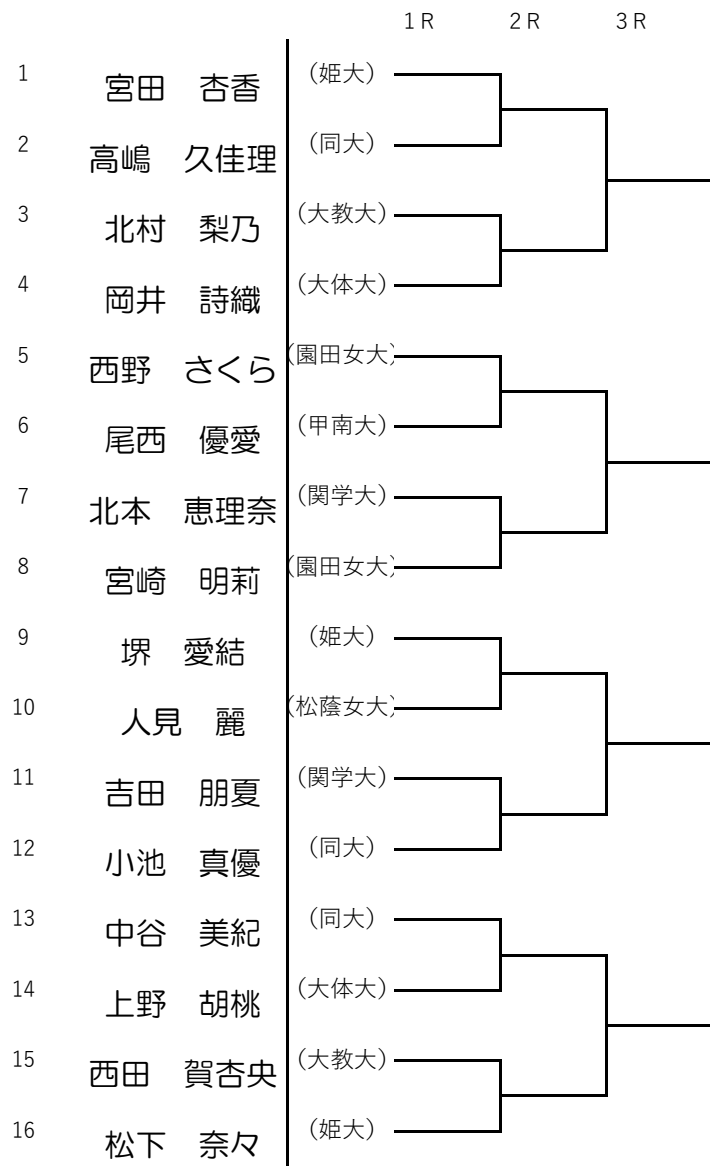 1R 2R 3R
1 宮田 杏香 (姫大)
2 高嶋 久佳理 (同大)
3 北村 梨乃 (大教大)
4 岡井 詩織 (大体大)
5 西野 さくら (園田女大)
6 尾西 優愛 (甲南大)
7 北本 恵理奈 (関学大)
8 宮崎 明莉 (園田女大)
9 堺 愛結 (姫大)
10 人見 麗 (松蔭女大)
11 吉田 朋夏 (関学大)
12 小池 真優 (同大)
13 中谷 美紀 (同大)
14 上野 胡桃 (大体大)
15 西田 賀杏央 (大教大)
16 松下 奈々 (姫大)